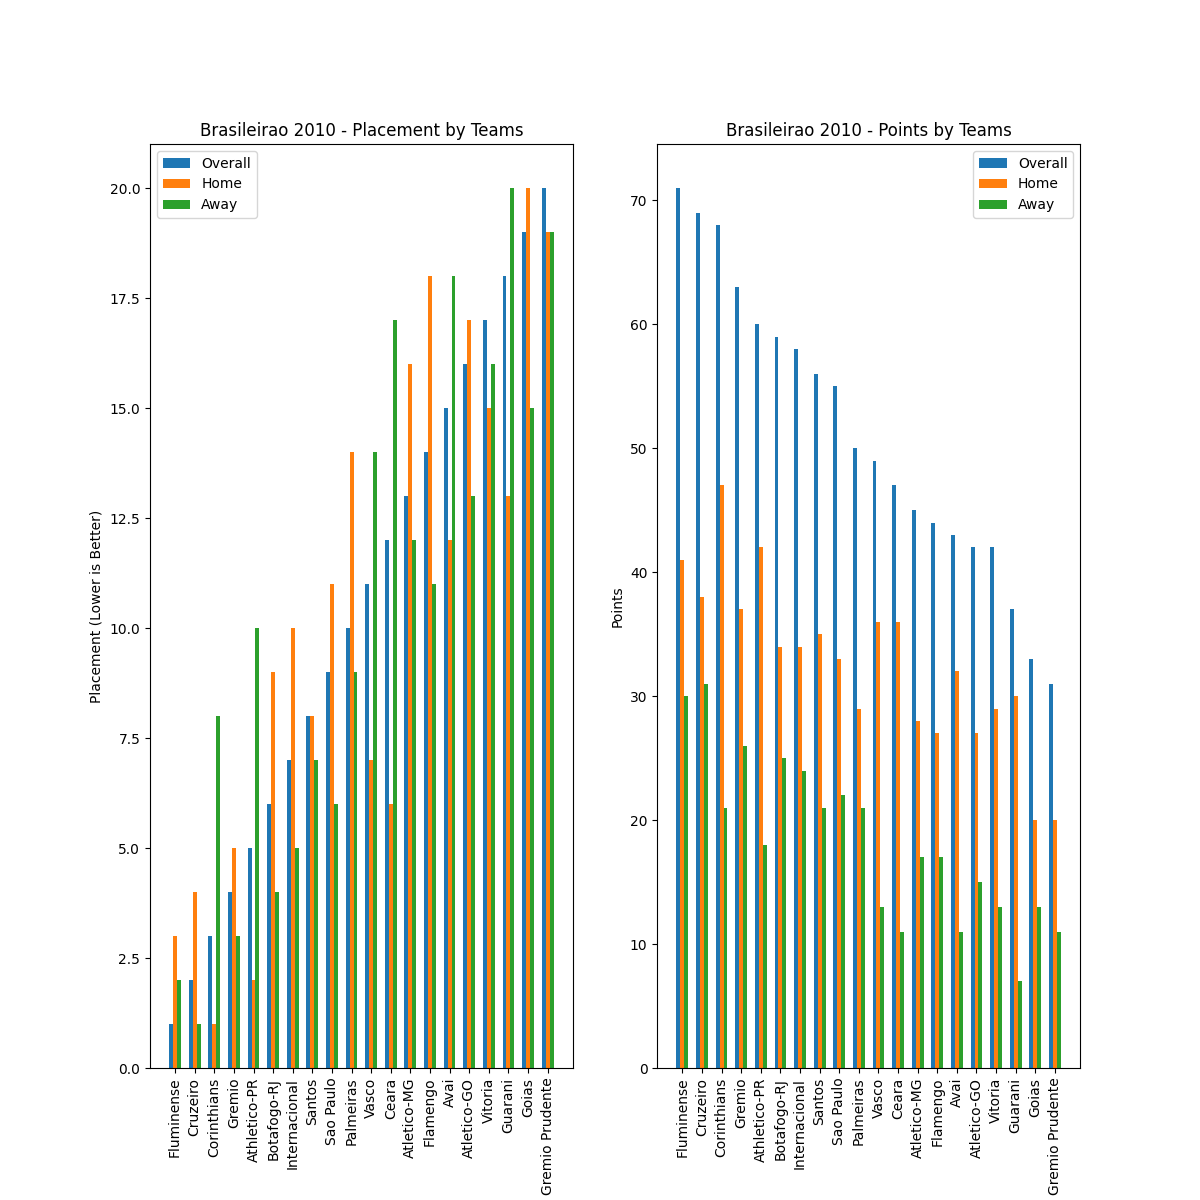 Brasileirao 2010 - Placement by Teams
Overall
Home
Away
Placement (Lower is Better)
20.0
17.5
15.0
12.5
10.0
7.5
5.0
2.5
0.0
Fluminense
Cruzeiro
Corinthians
Gremio
Athletico-PR
Botafogo-RJ
Internacional
Santos
Sao Paulo
Palmeiras
Vasco
Ceara
Atletico-MG
Flamengo
Avai
Atletico-GO
Vitoria
Guarani
Goias
Gremio Prudente
Brasileirao 2010 - Points by Teams
Overall
Home
Away
Points
70
60
50
40
30
20
10
0
Fluminense
Cruzeiro
Corinthians
Gremio
Athletico-PR
Botafogo-RJ
Internacional
Santos
Sao Paulo
Palmeiras
Vasco
Ceara
Atletico-MG
Flamengo
Avai
Atletico-GO
Vitoria
Guarani
Goias
Gremio Prudente